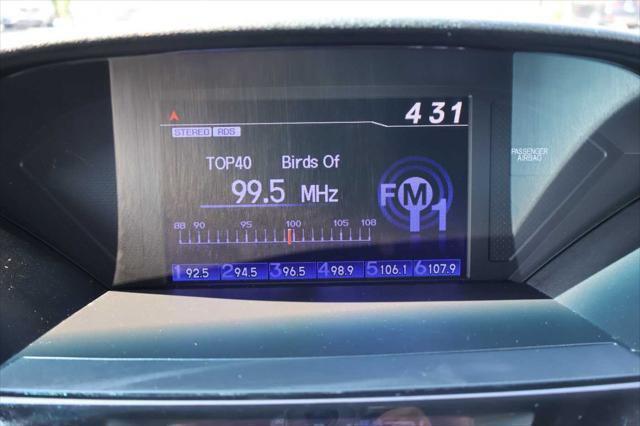 431
STEREO RDS
TOP40 Birds Of
99.5 MHz
FM1
88 90 95 100 105 108
1 92.5 2 94.5 3 96.5 4 98.9 5 106.1 6 107.9
PASSENGER
AIRBAG